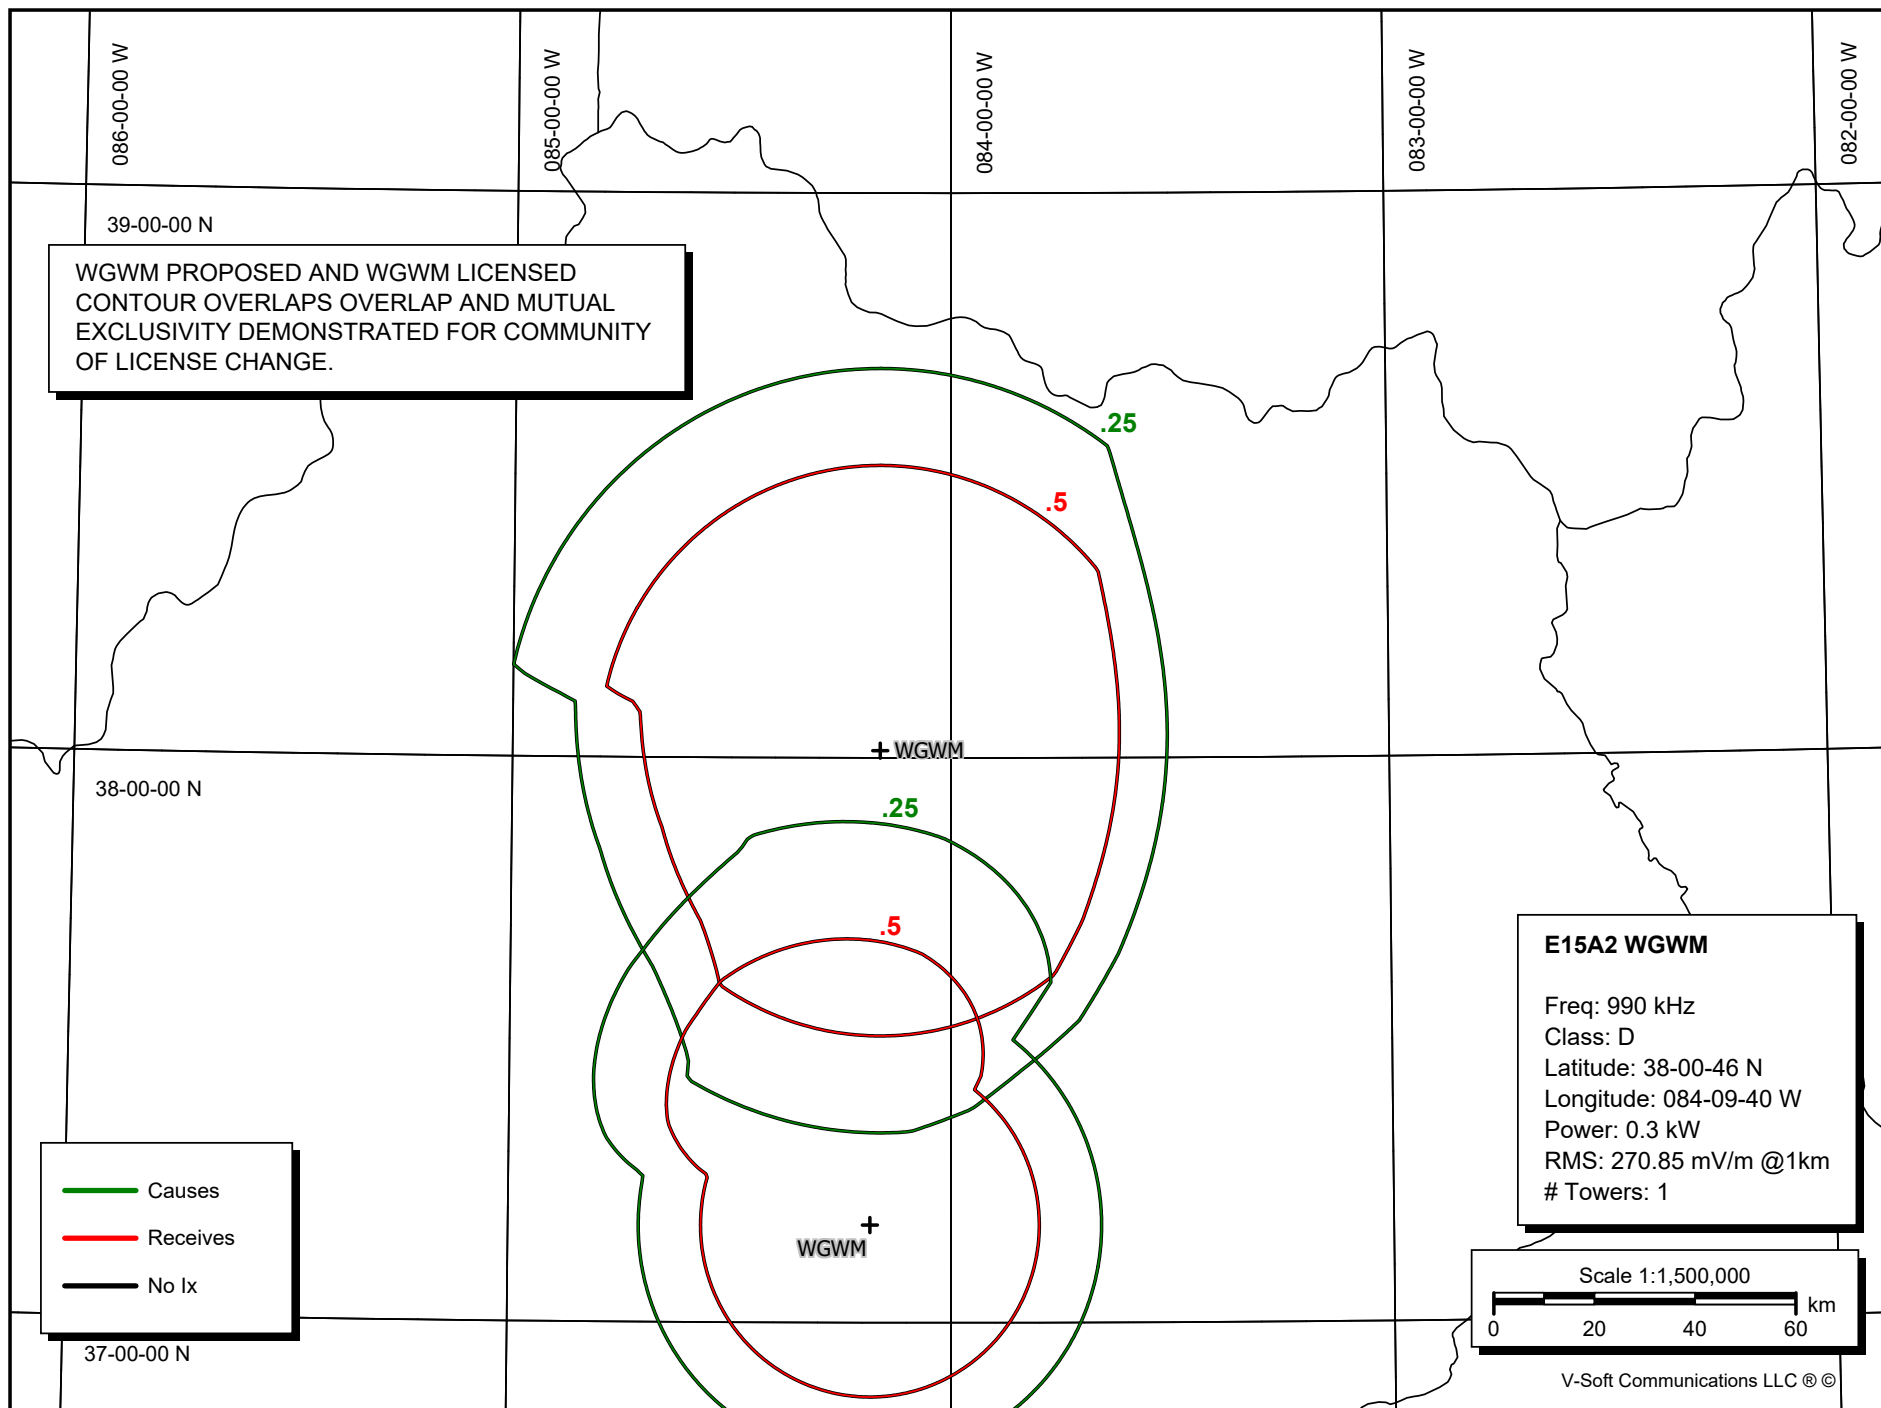 086-00-00 W
085-00-00 W
084-00-00 W
083-00-00 W
082-00-00 W
39-00-00 N
WGWM PROPOSED AND WGWM LICENSED
CONTOUR OVERLAPS OVERLAP AND MUTUAL
EXCLUSIVITY DEMONSTRATED FOR COMMUNITY
OF LICENSE CHANGE.
.25
.5
WGWM
38-00-00 N
.25
.5
E15A2 WGWM
Freq: 990 kHz
Class: D
Latitude: 38-00-46 N
Longitude: 084-09-40 W
Power: 0.3 kW
RMS: 270.85 mV/m @1km
# Towers: 1
Causes
Receives
No Ix
WGWM
Scale 1:1,500,000
km
0 20 40 60
37-00-00 N
V-Soft Communications LLC ® ©